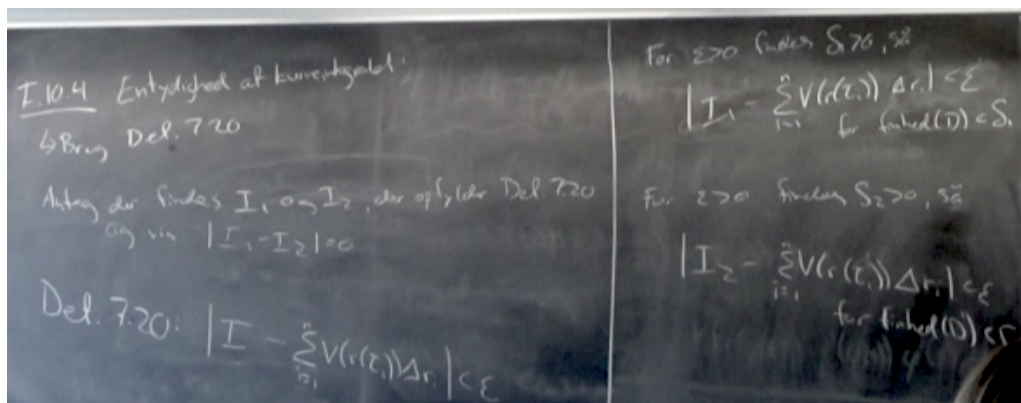 I.10.4 Entydighed af kurveintegralet:
↳ Brug Def. 7.20
Antag der findes I₁ og I₂, der opfylder Def. 7.20
og vis |I₁ - I₂| = 0
Def. 7.20: |I - Σⁿᵢ₌₁ V(r(τᵢ)) Δrᵢ| < ε
For ε>0 findes δ₁>0, så
|I₁ - Σⁿᵢ₌₁ V(r(τᵢ)) Δrᵢ| < ε
for finhed(D) < δ₁
For ε>0 findes δ₂>0, så
|I₂ - Σⁿᵢ₌₁ V(r(τᵢ)) Δrᵢ| < ε
for finhed(D) <